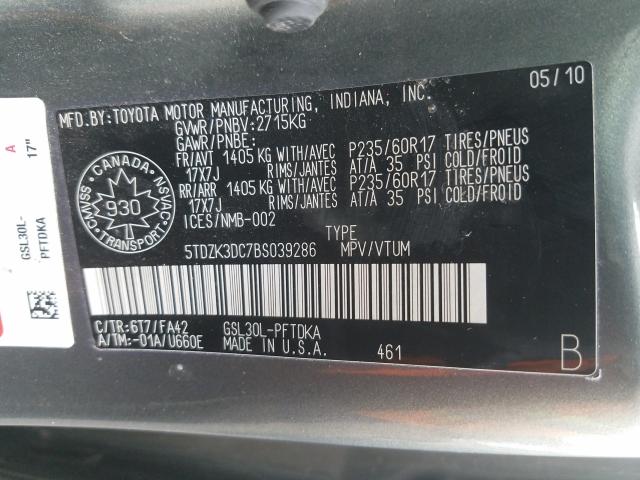 05/10
MFD.BY:TOYOTA MOTOR MANUFACTURING, INDIANA, INC.
GVWR/PNBV:2715KG
GAWR/PNBE:
FR/AVT 1405 KG WITH/AVEC P235/60R17 TIRES/PNEUS
17X7J RIMS/JANTES AT/A 35 PSI COLD/FROID
RR/ARR 1405 KG WITH/AVEC P235/60R17 TIRES/PNEUS
17X7J RIMS/JANTES AT/A 35 PSI COLD/FROID
ICES/NMB-002
TYPE
5TDZK3DC7BS039286 MPV/VTUM
C/TR:6T7/FA42 GSL30L-PFTDKA
A/TM:-01A/U660E MADE IN U.S.A. 461
B
CANADA
CMVSS NSVAC
930
TRANSPORT
A
17"
GSL30L-
PFTDKA